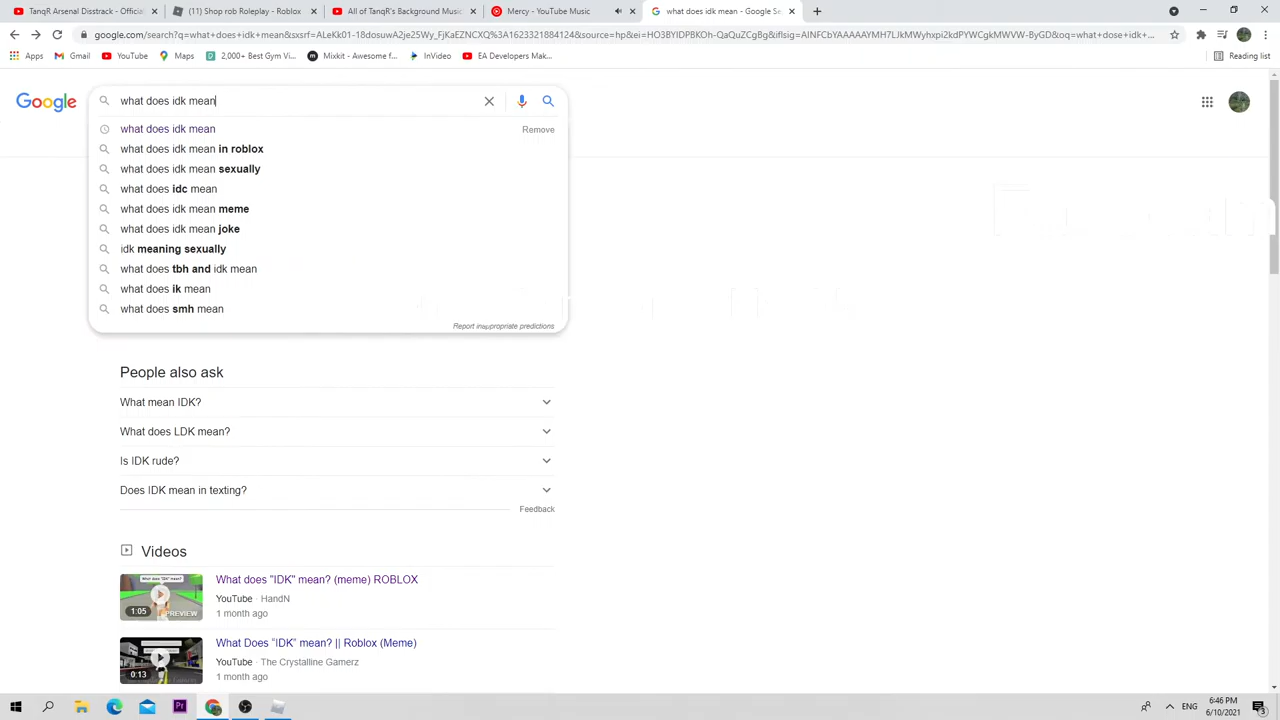 TanqR Arsenal Disstrack - Official
(11) Shop rob Roleplay - Roblox
All of TanqR's Background Music
Mercy - YouTube Music
what does idk mean - Google Se
google.com/search?q=what+does+idk+mean&sxsrf=ALeKk01-18dosuwA2je25Wy_FjKaEZNCXQ%3A1623321884124&source=hp&ei=HO3BYIDPBKOh-QaQuZCgBg&iflsig=AINFCbYAAAAAYMH7LJkMWyhxpi2kdPYWCgkMWVW-ByGD&oq=what+dose+idk+...
Apps
Gmail
YouTube
Maps
2,000+ Best Gym Vi...
Mixkit - Awesome f...
InVideo
EA Developers Mak...
Reading list
Google
what does idk mean
what does idk mean
Remove
what does idk mean in roblox
what does idk mean sexually
what does idc mean
what does idk mean meme
what does idk mean joke
idk meaning sexually
what does tbh and idk mean
what does ik mean
what does smh mean
Report inappropriate predictions
People also ask
What mean IDK?
What does LDK mean?
Is IDK rude?
Does IDK mean in texting?
Feedback
Videos
What does "IDK" mean? (meme) ROBLOX
YouTube · HandN
1 month ago
1:05
PREVIEW
What Does “IDK” mean? || Roblox (Meme)
YouTube · The Crystalline Gamerz
1 month ago
0:13
ENG
6:46 PM
6/10/2021